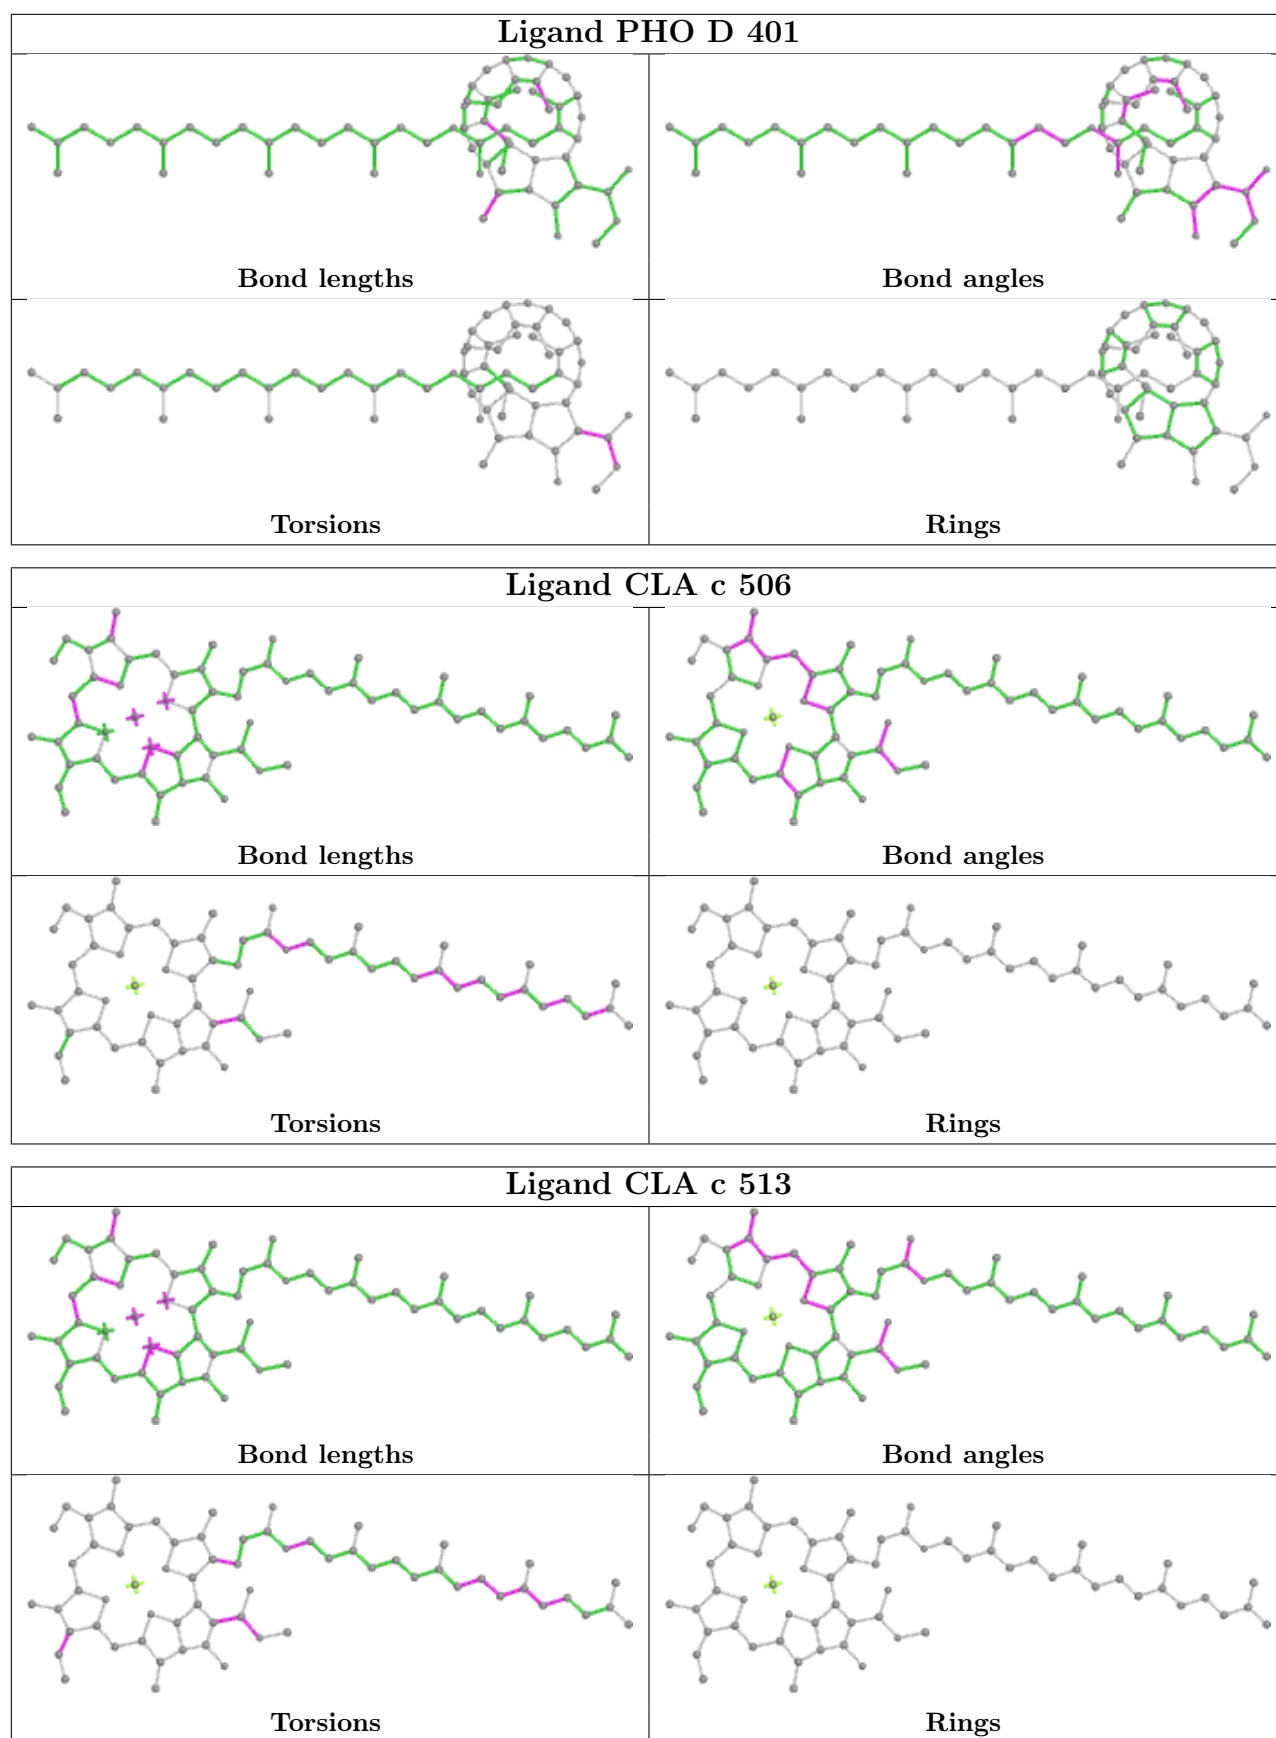 Ligand PHO D 401
Bond lengths
Bond angles
Torsions
Rings
Ligand CLA c 506
Bond lengths
Bond angles
Torsions
Rings
Ligand CLA c 513
Bond lengths
Bond angles
Torsions
Rings